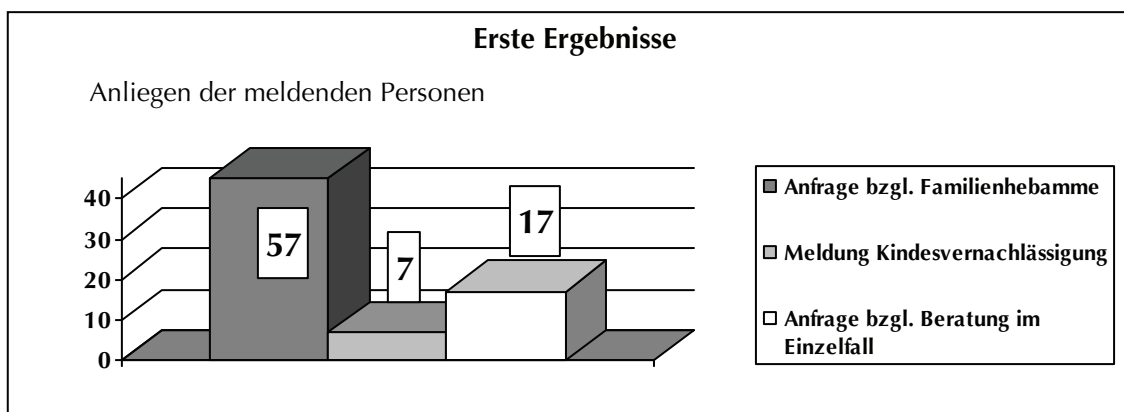 Erste Ergebnisse
Anliegen der meldenden Personen
40
30
20
10
0
57
7
17
Anfrage bzgl. Familienhebamme
Meldung Kindesvernachlässigung
Anfrage bzgl. Beratung im
Einzelfall